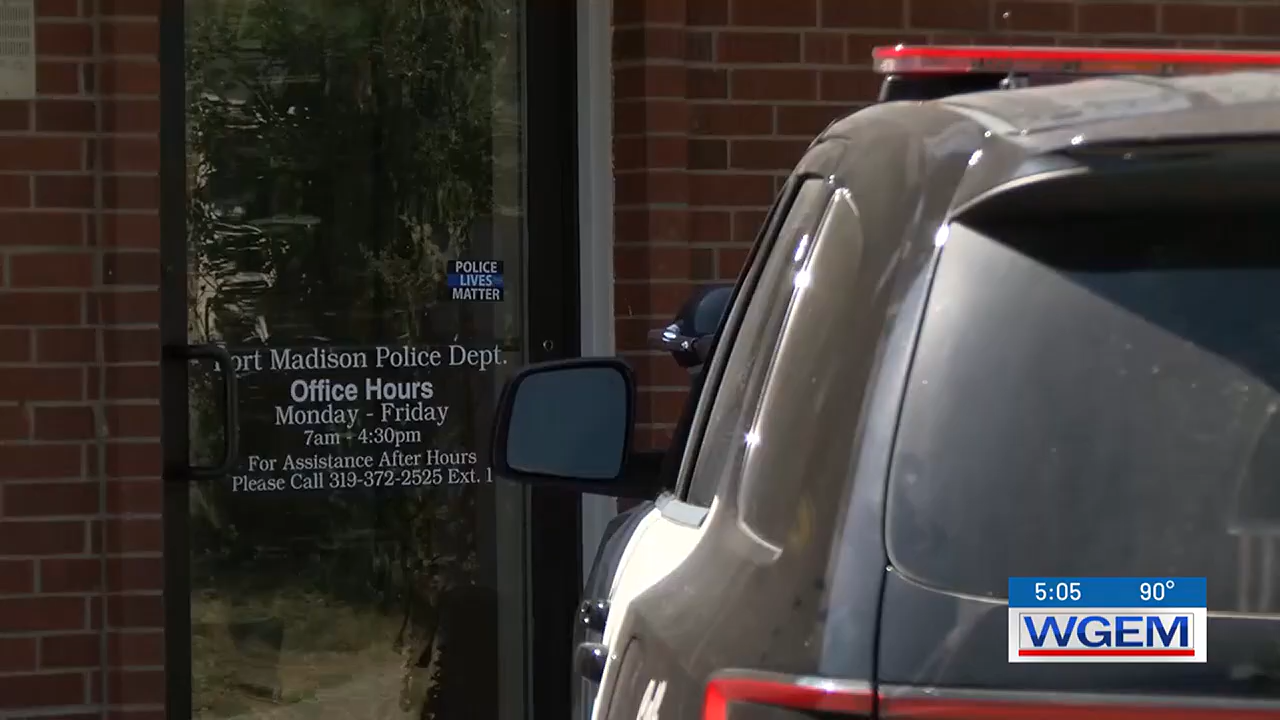 POLICE
LIVES
MATTER
Fort Madison Police Dept.
Office Hours
Monday - Friday
7am - 4:30pm
For Assistance After Hours
Please Call 319-372-2525 Ext. 1
5:05 90°
WGEM